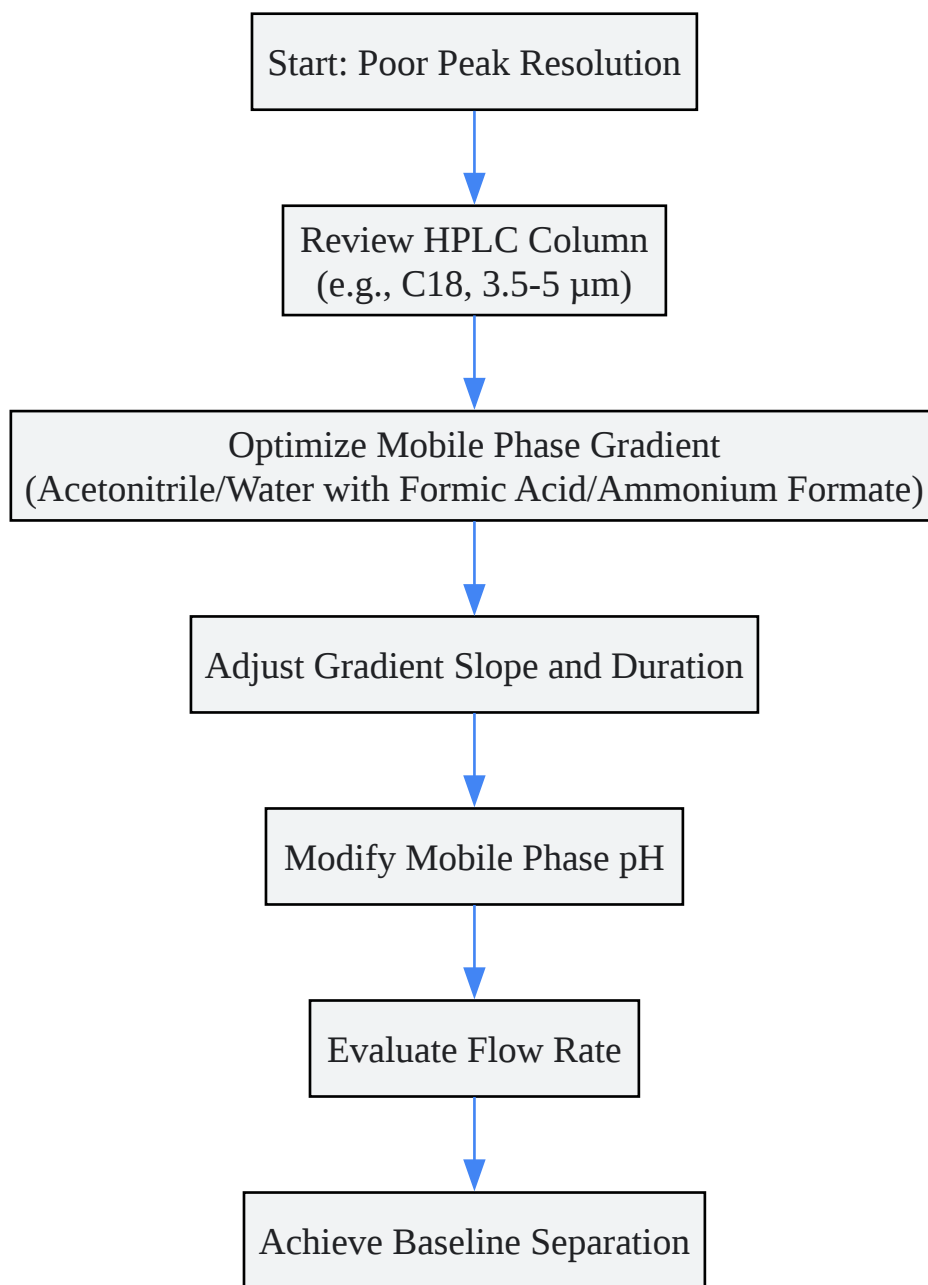 Start: Poor Peak Resolution
Review HPLC Column
(e.g., C18, 3.5-5 µm)
Optimize Mobile Phase Gradient
(Acetonitrile/Water with Formic Acid/Ammonium Formate)
Adjust Gradient Slope and Duration
Modify Mobile Phase pH
Evaluate Flow Rate
Achieve Baseline Separation